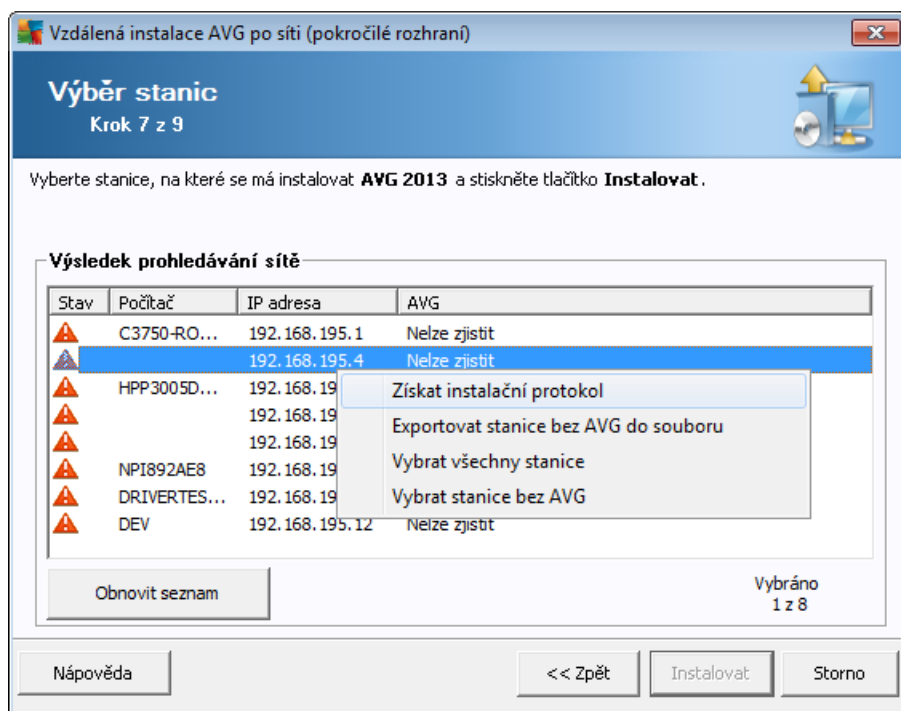 Vzdálená instalace AVG po síti (pokročilé rozhraní)
Výběr stanic
Krok 7 z 9
Vyberte stanice, na které se má instalovat AVG 2013 a stiskněte tlačítko Instalovat.
Výsledek prohledávání sítě
Stav Počítač IP adresa AVG
C3750-RO... 192.168.195.1 Nelze zjistit
192.168.195.4 Nelze zjistit
HPP3005D... 192.168.19
192.168.19
192.168.19
NPI892AE8 192.168.19
DRIVERTES... 192.168.19
DEV 192.168.195.12 Nelze zjistit
Získat instalační protokol
Exportovat stanice bez AVG do souboru
Vybrat všechny stanice
Vybrat stanice bez AVG
Obnovit seznam
Vybráno
1 z 8
Nápověda << Zpět Instalovat Storno